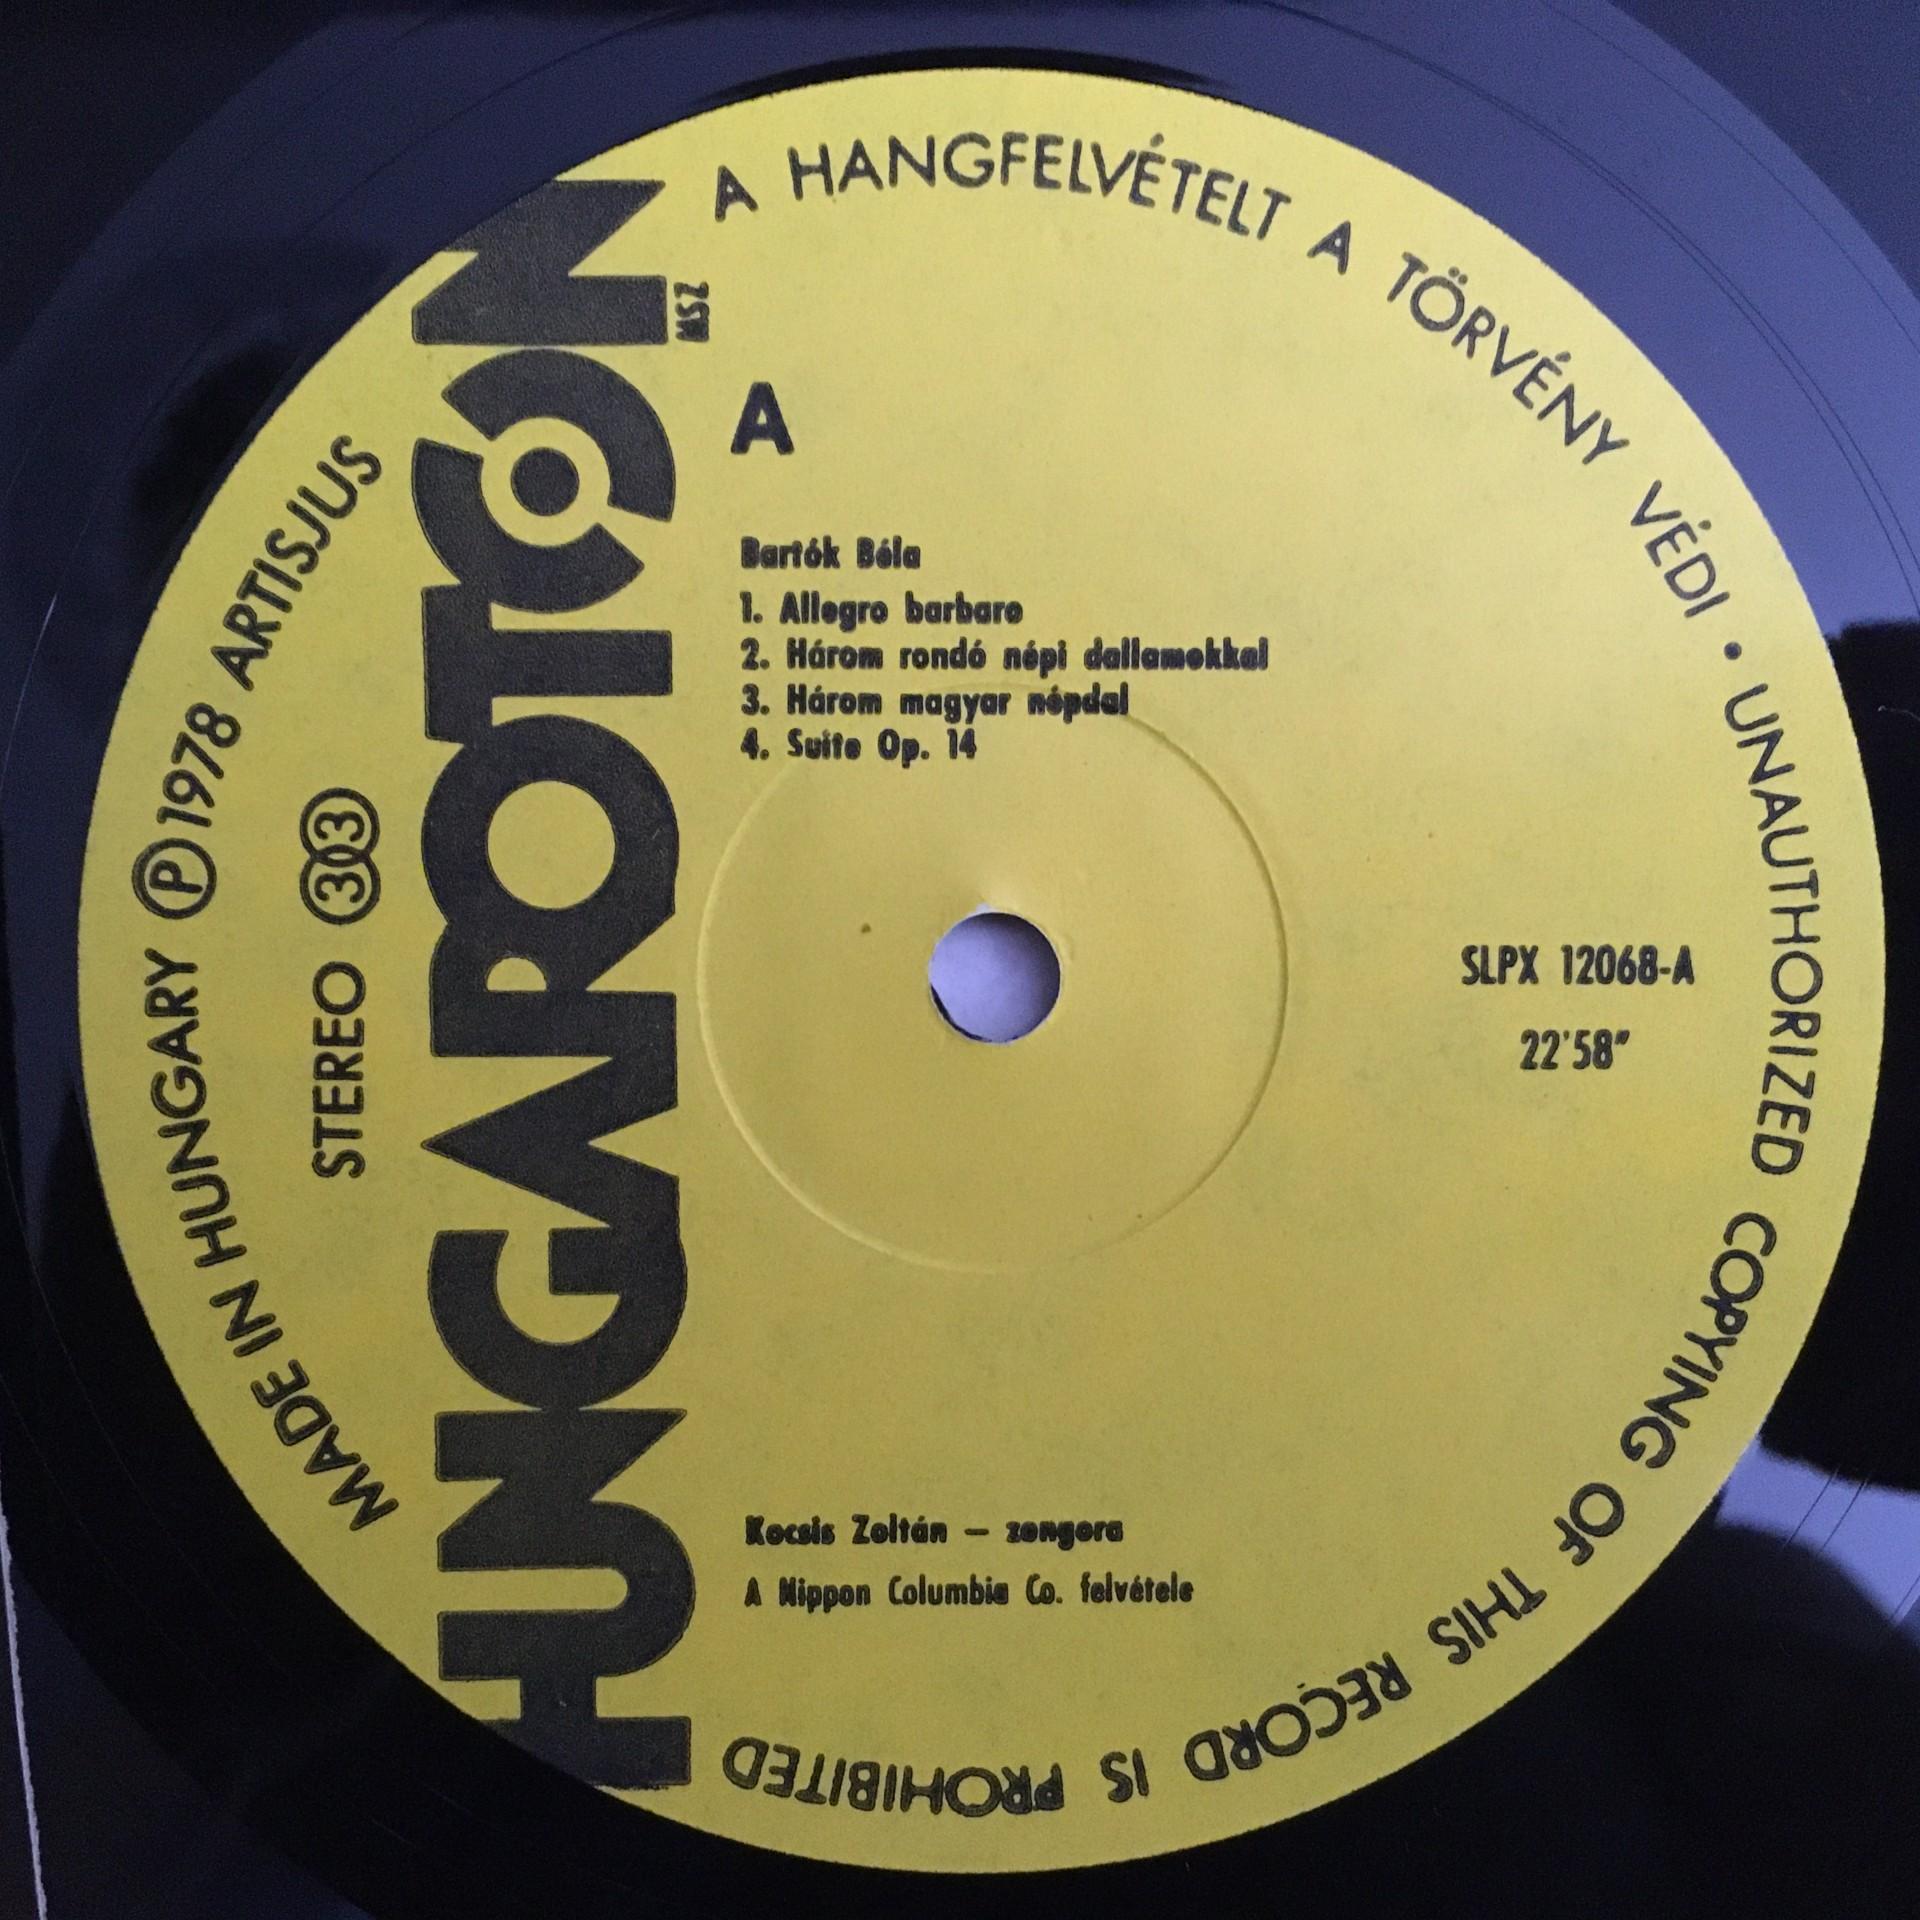 A HANGFELVÉTELT A TÖRVÉNY VÉDI • UNAUTHORIZED COPYING OF THIS RECORD IS PROHIBITED
MADE IN HUNGARY Ⓟ 1978 ARTISJUS
STEREO 33
HUNGAROTON
MSZ
A
Bartók Béla
1. Allegro barbaro
2. Három rondó népi dallamokkal
3. Három magyar népdal
4. Suite Op. 14
SLPX 12068-A
22'58"
Kocsis Zoltán – zongora
A Nippon Columbia Co. felvétele